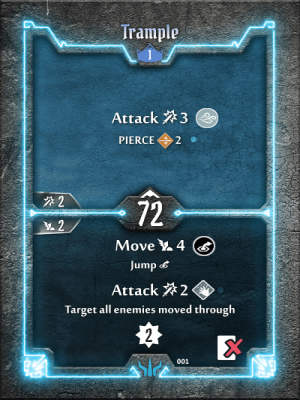 Trample
1
Attack 3
PIERCE 2
2
72
2
Move 4
Jump
Attack 2
Target all enemies moved through
2
001